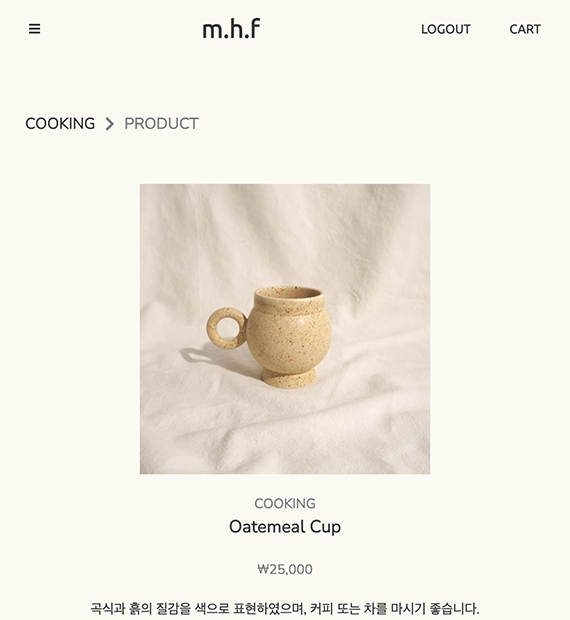 m.h.f
LOGOUT
CART
COOKING PRODUCT
COOKING
Oatemeal Cup
₩25,000
곡식과 흙의 질감을 색으로 표현하였으며, 커피 또는 차를 마시기 좋습니다.